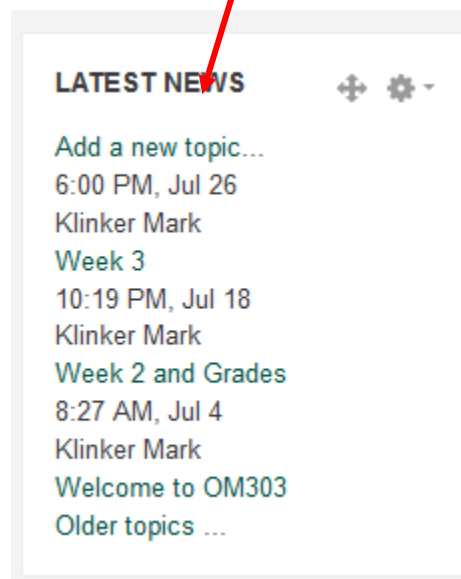 LATEST NEWS
Add a new topic...
6:00 PM, Jul 26
Klinker Mark
Week 3
10:19 PM, Jul 18
Klinker Mark
Week 2 and Grades
8:27 AM, Jul 4
Klinker Mark
Welcome to OM303
Older topics ...